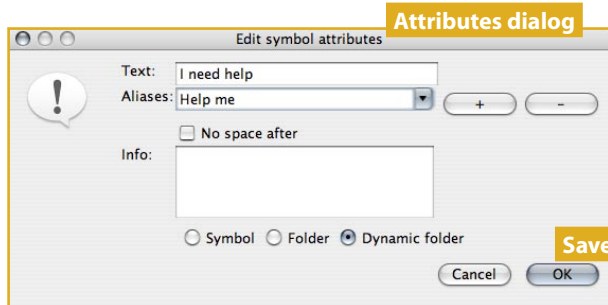 Attributes dialog
Edit symbol attributes
Text: I need help
Aliases: Help me
+ -
No space after
Info:
Symbol Folder Dynamic folder
Save
Cancel OK